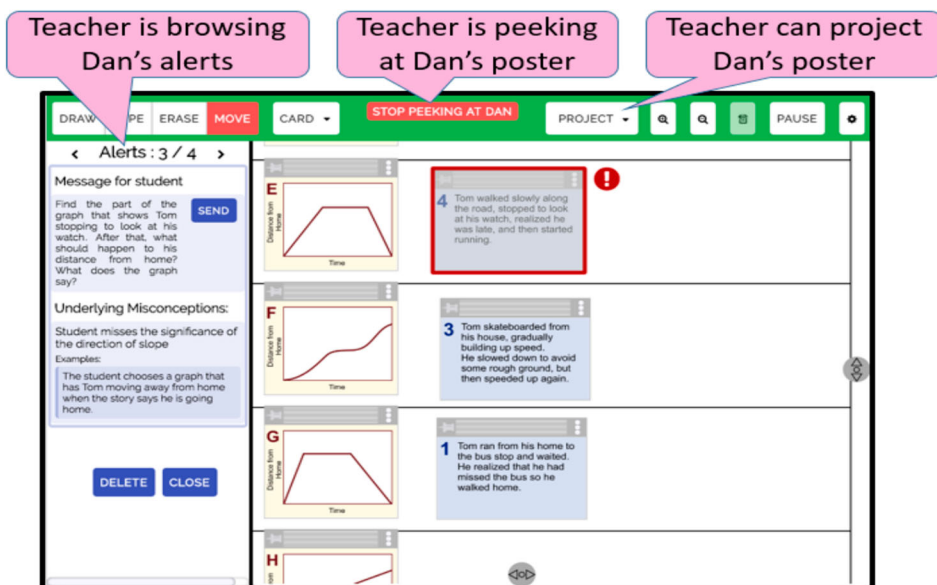 Teacher is browsing
Dan's alerts
Teacher is peeking
at Dan's poster
Teacher can project
Dan's poster
DRAW
ERASE
MOVE
CARD
STOP PEEKING AT DAN
PROJECT
PAUSE
< Alerts : 3 / 4 >
Message for student
Find the part of the
graph that shows Tom
stopping to look at his
watch. After that, what
should happen to his
distance from home?
What does the graph
say?
SEND
Underlying Misconceptions:
Student misses the significance of
the direction of slope
Examples:
The student chooses a graph that
has Tom moving away from home
when the story says he is going
home.
DELETE
CLOSE
E
Distance from
Home
Time
4
Tom walked slowly along
the road, stopped to look
at his watch, realized he
was late, and then started
running.
!
F
Distance from
Home
Time
3
Tom skateboarded from
his house, gradually
building up speed.
He slowed down to avoid
some rough ground, but
then speeded up again.
G
Distance from
Home
Time
1
Tom ran from his home to
the bus stop and waited.
He realized that he had
missed the bus so he
walked home.
H